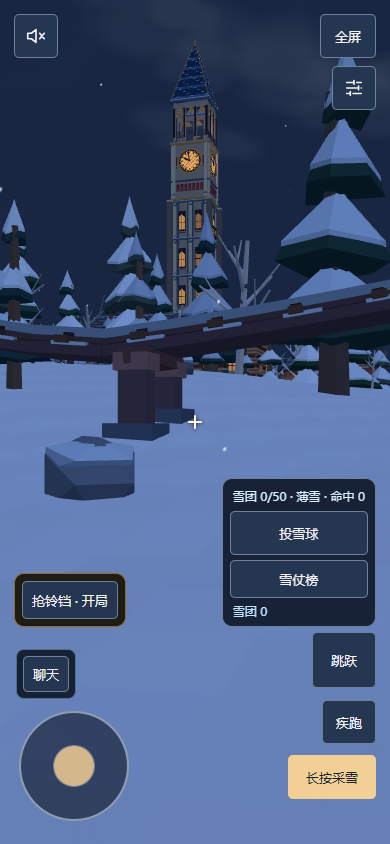 全屏
雪团 0/50 · 薄雪 · 命中 0
投雪球
雪仗榜
雪团 0
抢铃铛 · 开局
跳跃
聊天
疾跑
长按采雪